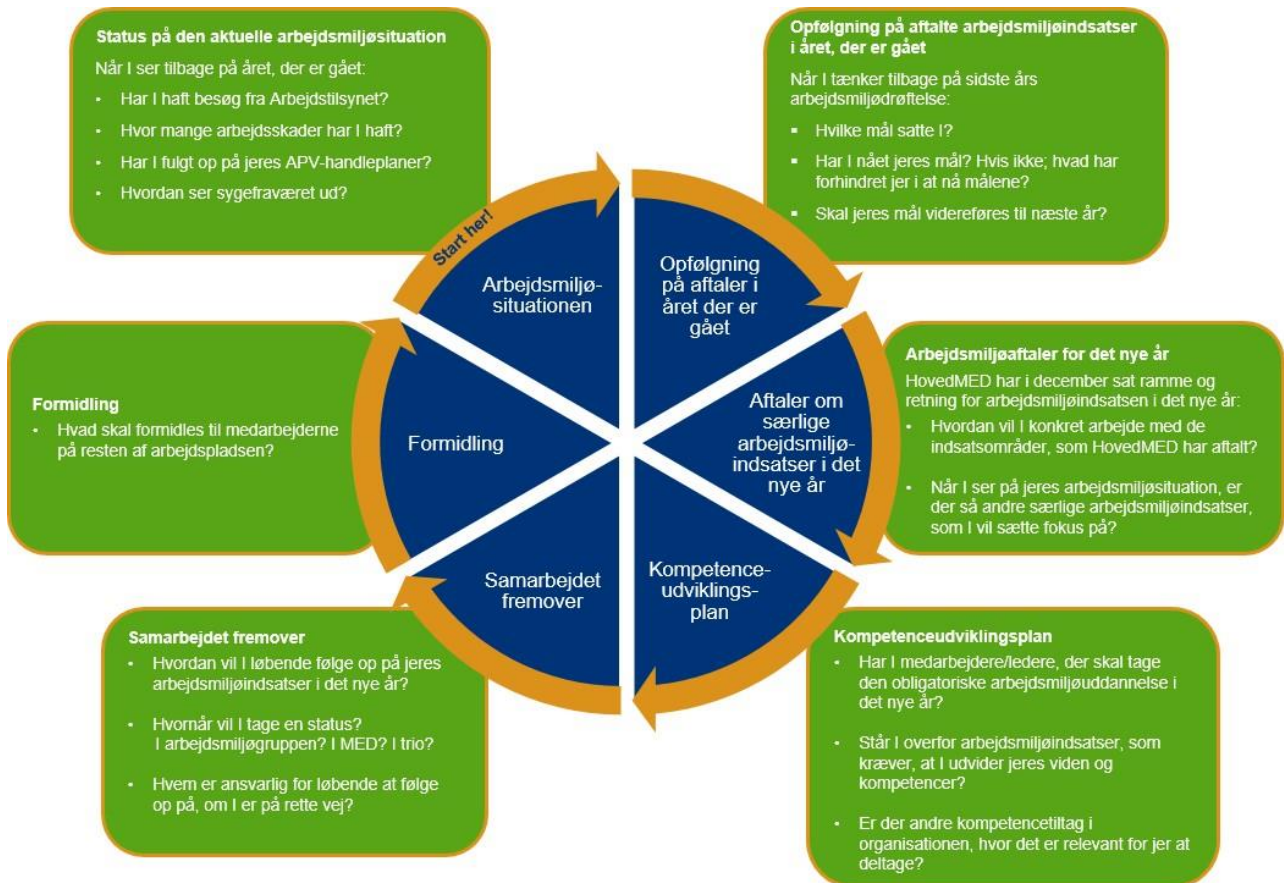 Status på den aktuelle arbejdsmiljøsituation
Når I ser tilbage på året, der er gået:
• Har I haft besøg fra Arbejdstilsynet?
• Hvor mange arbejdsskader har I haft?
• Har I fulgt op på jeres APV-handleplaner?
• Hvordan ser sygefraværet ud?
Opfølgning på aftalte arbejdsmiljøindsatser
i året, der er gået
Når I tænker tilbage på sidste års
arbejdsmiljødrøftelse:
▪ Hvilke mål satte I?
▪ Har I nået jeres mål? Hvis ikke; hvad har
forhindret jer i at nå målene?
▪ Skal jeres mål videreføres til næste år?
Start her!
Arbejdsmiljø-
situationen
Opfølgning
på aftaler i
året der er
gået
Arbejdsmiljøaftaler for det nye år
HovedMED har i december sat ramme og
retning for arbejdsmiljøindsatsen i det nye år:
• Hvordan vil I konkret arbejde med de
indsatsområder, som HovedMED har aftalt?
• Når I ser på jeres arbejdsmiljøsituation, er
der så andre særlige arbejdsmiljøindsatser,
som I vil sætte fokus på?
Aftaler om
særlige
arbejdsmiljø-
indsatser i det
nye år
Formidling
Formidling
• Hvad skal formidles til medarbejderne
på resten af arbejdspladsen?
Samarbejdet
fremover
Kompetence-
udviklings-
plan
Samarbejdet fremover
• Hvordan vil I løbende følge op på jeres
arbejdsmiljøindsatser i det nye år?
• Hvornår vil I tage en status?
I arbejdsmiljøgruppen? I MED? I trio?
• Hvem er ansvarlig for løbende at følge
op på, om I er på rette vej?
Kompetenceudviklingsplan
• Har I medarbejdere/ledere, der skal tage
den obligatoriske arbejdsmiljøuddannelse i
det nye år?
• Står I overfor arbejdsmiljøindsatser, som
kræver, at I udvider jeres viden og
kompetencer?
• Er der andre kompetencetiltag i
organisationen, hvor det er relevant for jer at
deltage?